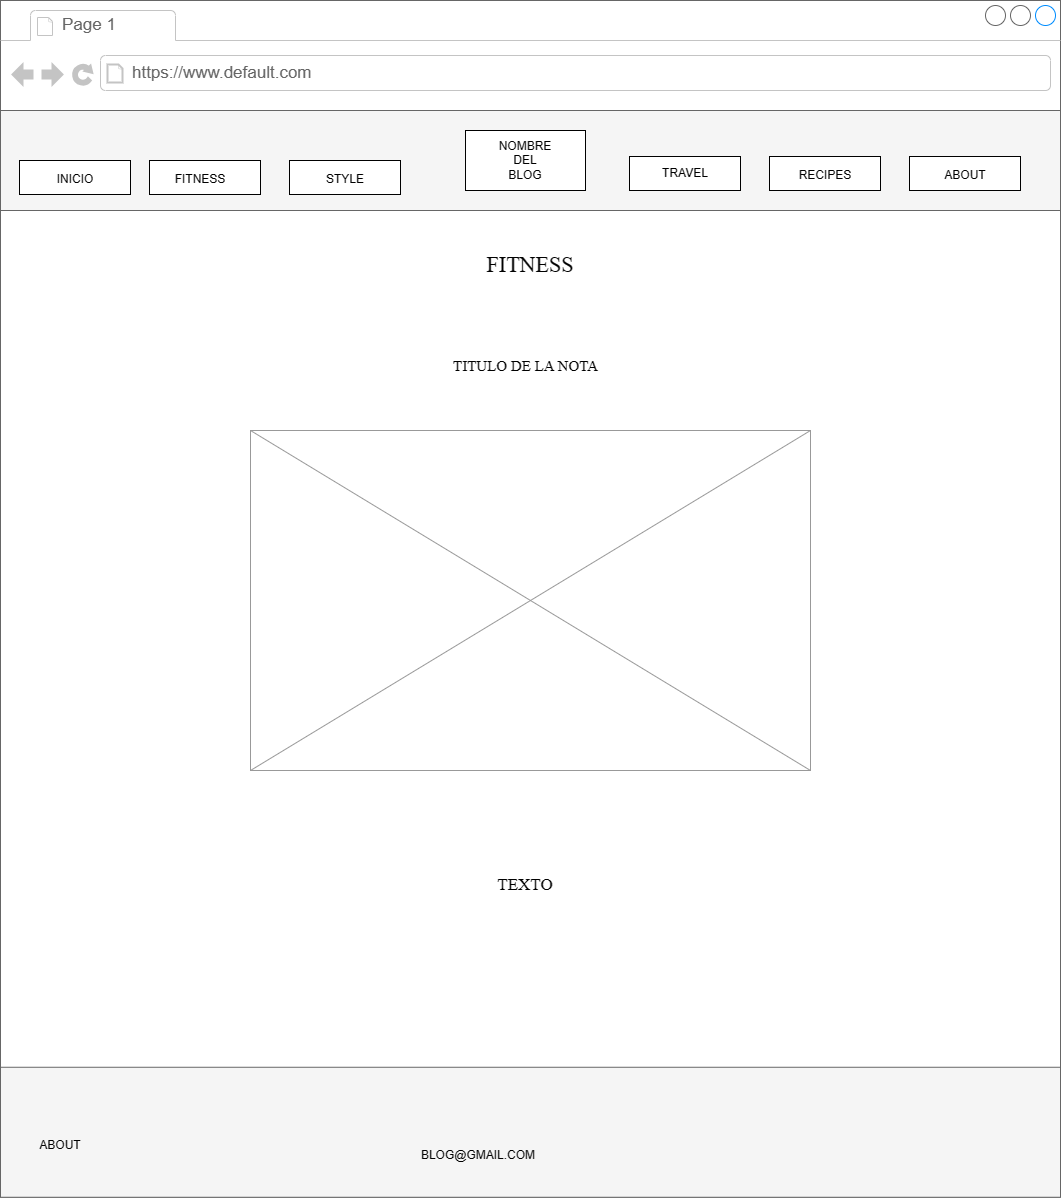 Page 1
https://www.default.com
INICIO
FITNESS
STYLE
NOMBRE
DEL
BLOG
TRAVEL
RECIPES
ABOUT
FITNESS
TITULO DE LA NOTA
TEXTO
ABOUT
BLOG@GMAIL.COM